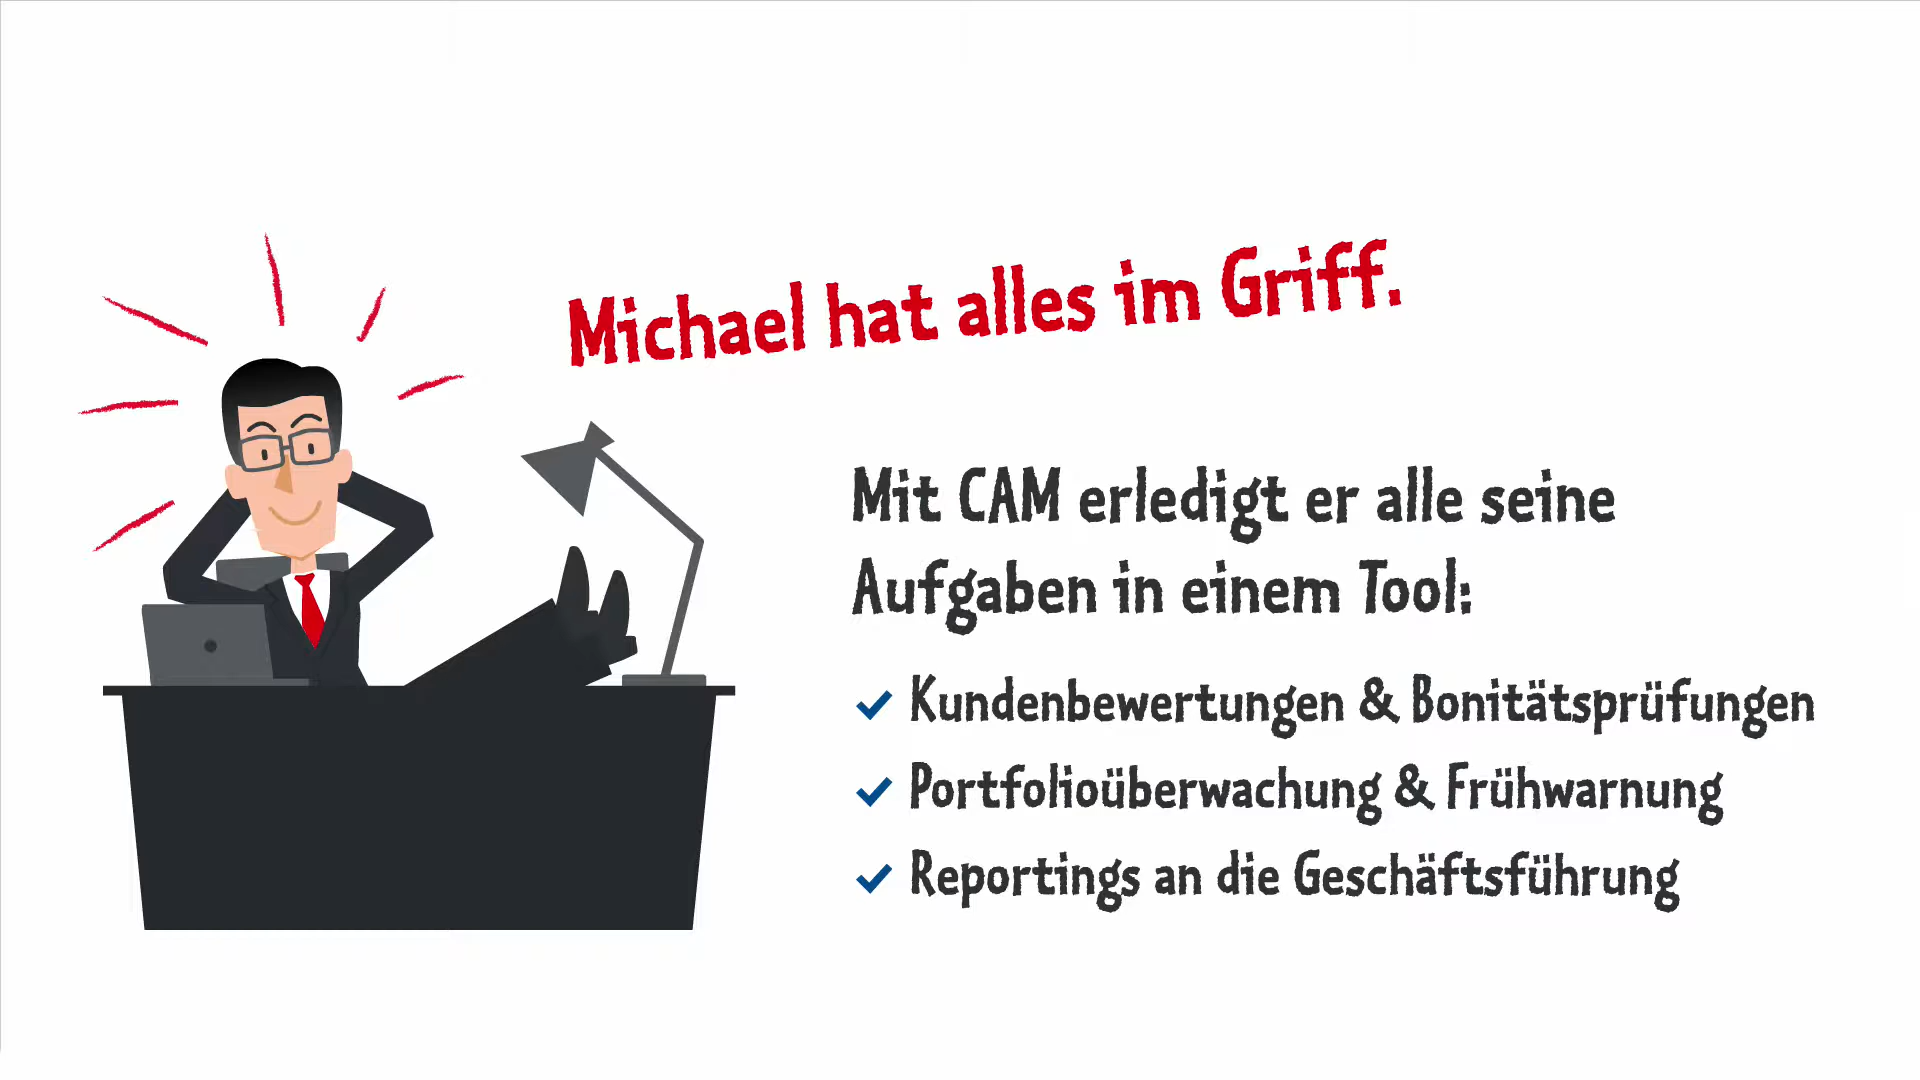 Michael hat alles im Griff.
Mit CAM erledigt er alle seine
Aufgaben in einem Tool:
Kundenbewertungen & Bonitätsprüfungen
Portfolioüberwachung & Frühwarnung
Reportings an die Geschäftsführung